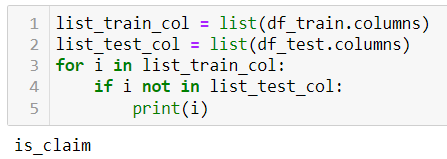 1 list_train_col = list(df_train.columns)
2 list_test_col = list(df_test.columns)
3 for i in list_train_col:
4     if i not in list_test_col:
5         print(i)
is_claim